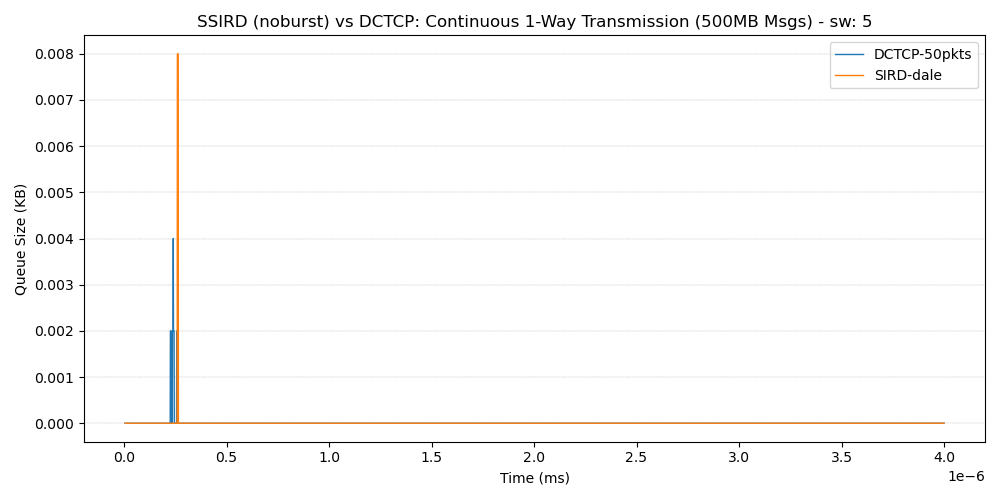 SSIRD (noburst) vs DCTCP: Continuous 1-Way Transmission (500MB Msgs) - sw: 5
DCTCP-50pkts
SIRD-dale
0.008
0.007
0.006
0.005
0.004
0.003
0.002
0.001
0.000
Queue Size (KB)
0.0 0.5 1.0 1.5 2.0 2.5 3.0 3.5 4.0
1e−6
Time (ms)